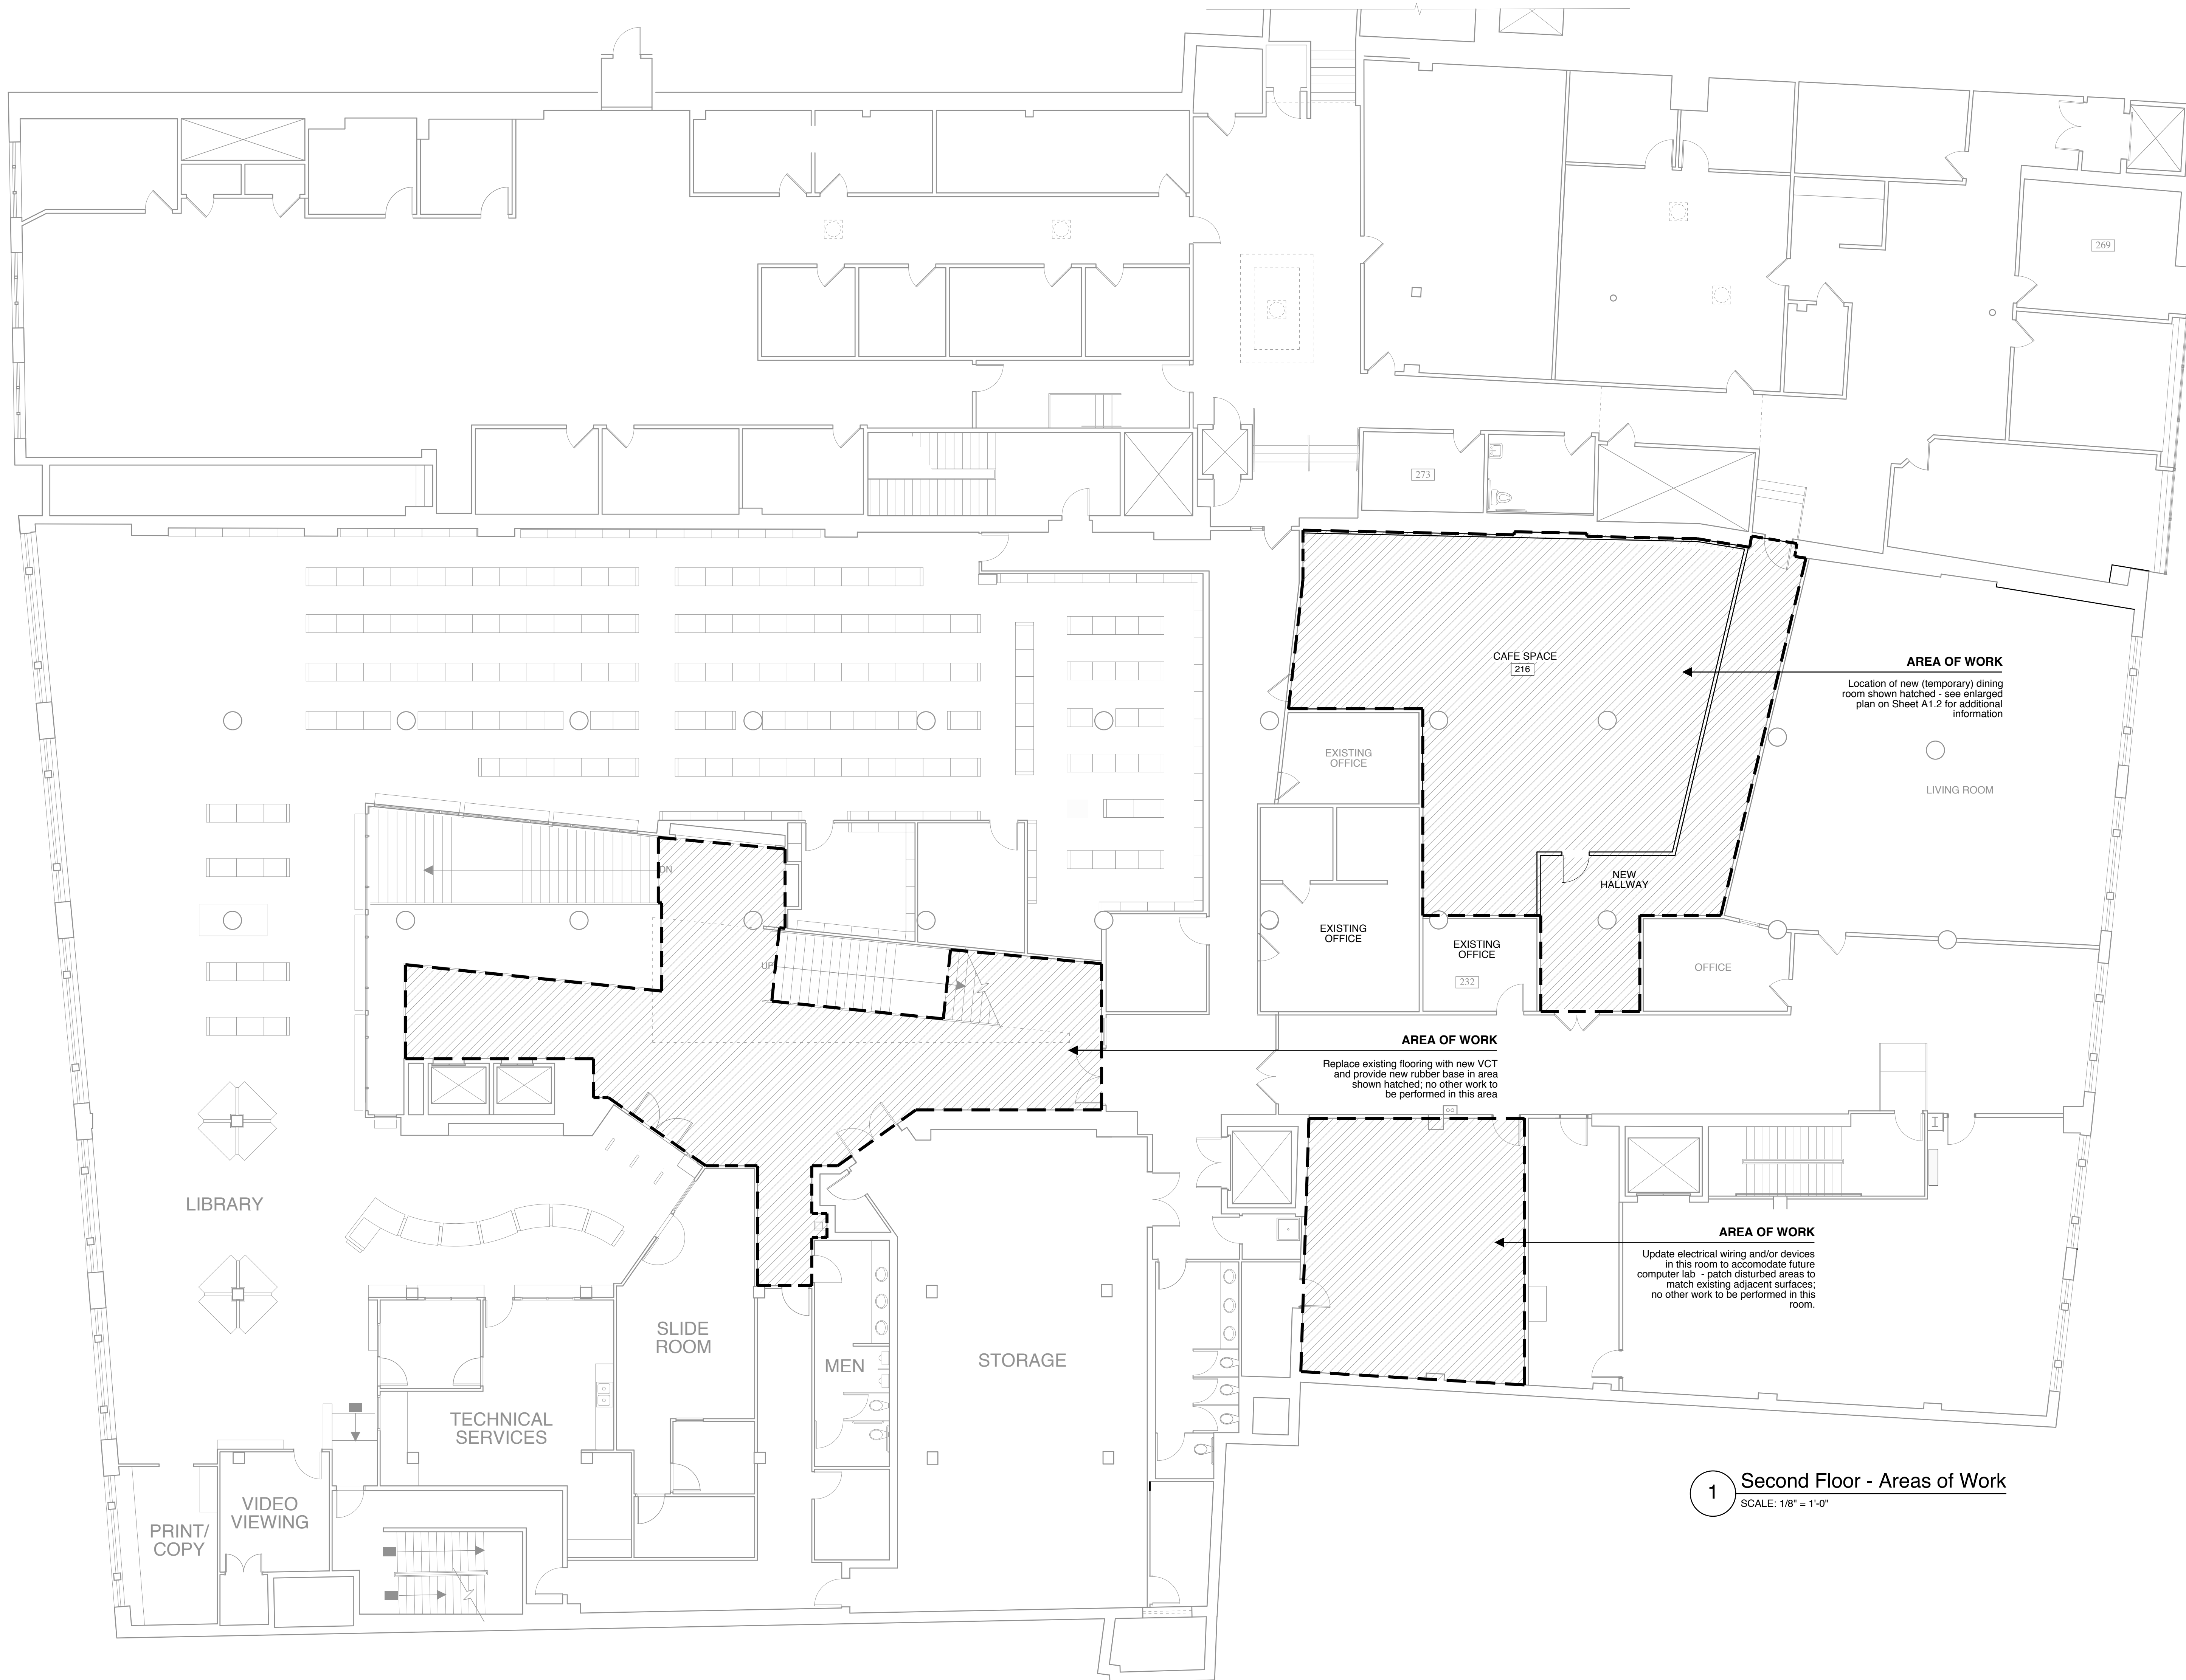 269
273
CAFE SPACE
216
AREA OF WORK
Location of new (temporary) dining
room shown hatched - see enlarged
plan on Sheet A1.2 for additional
information
EXISTING
OFFICE
LIVING ROOM
DN
NEW
HALLWAY
EXISTING
OFFICE
EXISTING
OFFICE
232
OFFICE
UP
AREA OF WORK
Replace existing flooring with new VCT
and provide new rubber base in area
shown hatched; no other work to
be performed in this area
LIBRARY
AREA OF WORK
Update electrical wiring and/or devices
in this room to accomodate future
computer lab - patch disturbed areas to
match existing adjacent surfaces;
no other work to be performed in this
room.
SLIDE
ROOM
MEN
STORAGE
TECHNICAL
SERVICES
VIDEO
VIEWING
PRINT/
COPY
1
Second Floor - Areas of Work
SCALE: 1/8" = 1'-0"